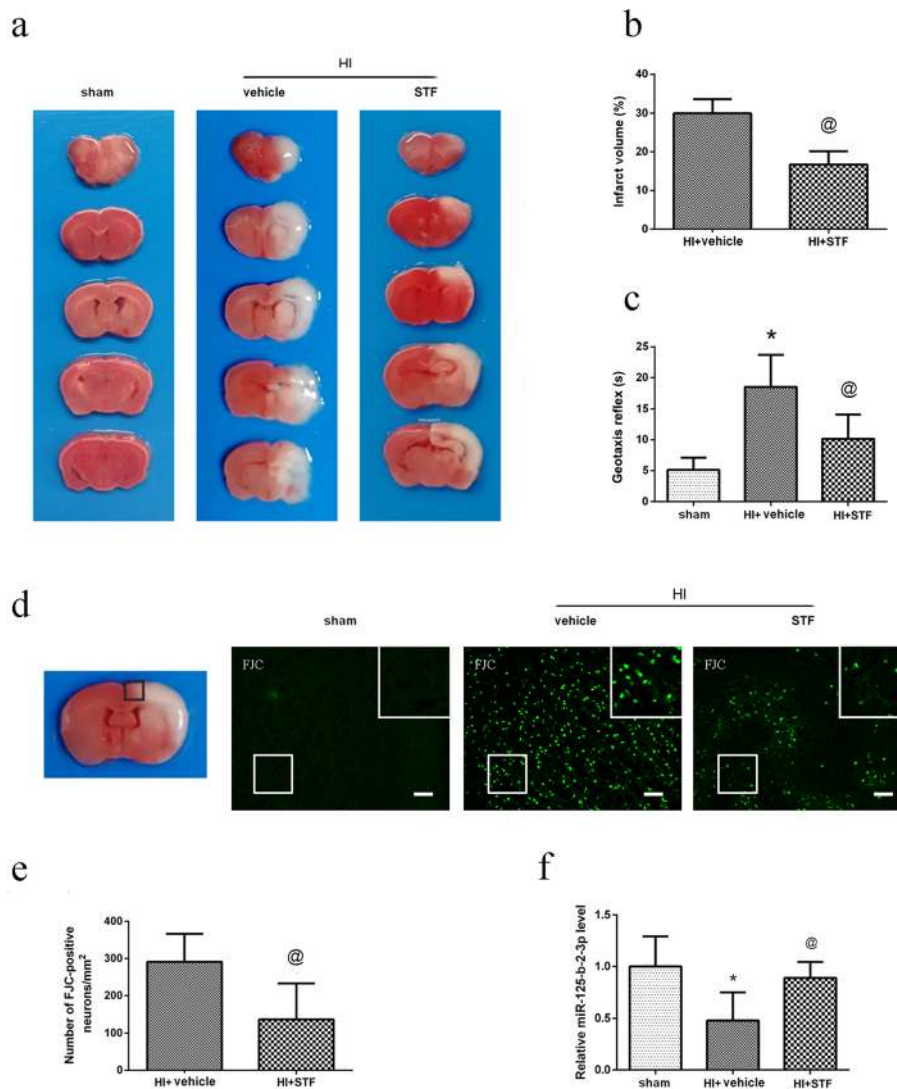 a
HI
sham
vehicle
STF
b
Infarct volume (%)
40
30
20
10
0
@
HI+vehicle
HI+STF
c
Geotaxis reflex (s)
25
20
15
10
5
0
*
@
sham
HI+ vehicle
HI+STF
d
HI
sham
vehicle
STF
FJC
FJC
FJC
e
Number of FJC-positive
neurons/mm²
400
300
200
100
0
@
HI+vehicle
HI+STF
f
Relative miR-125-b-2-3p level
1.5
1.0
0.5
0.0
*
@
sham
HI+ vehicle
HI+STF